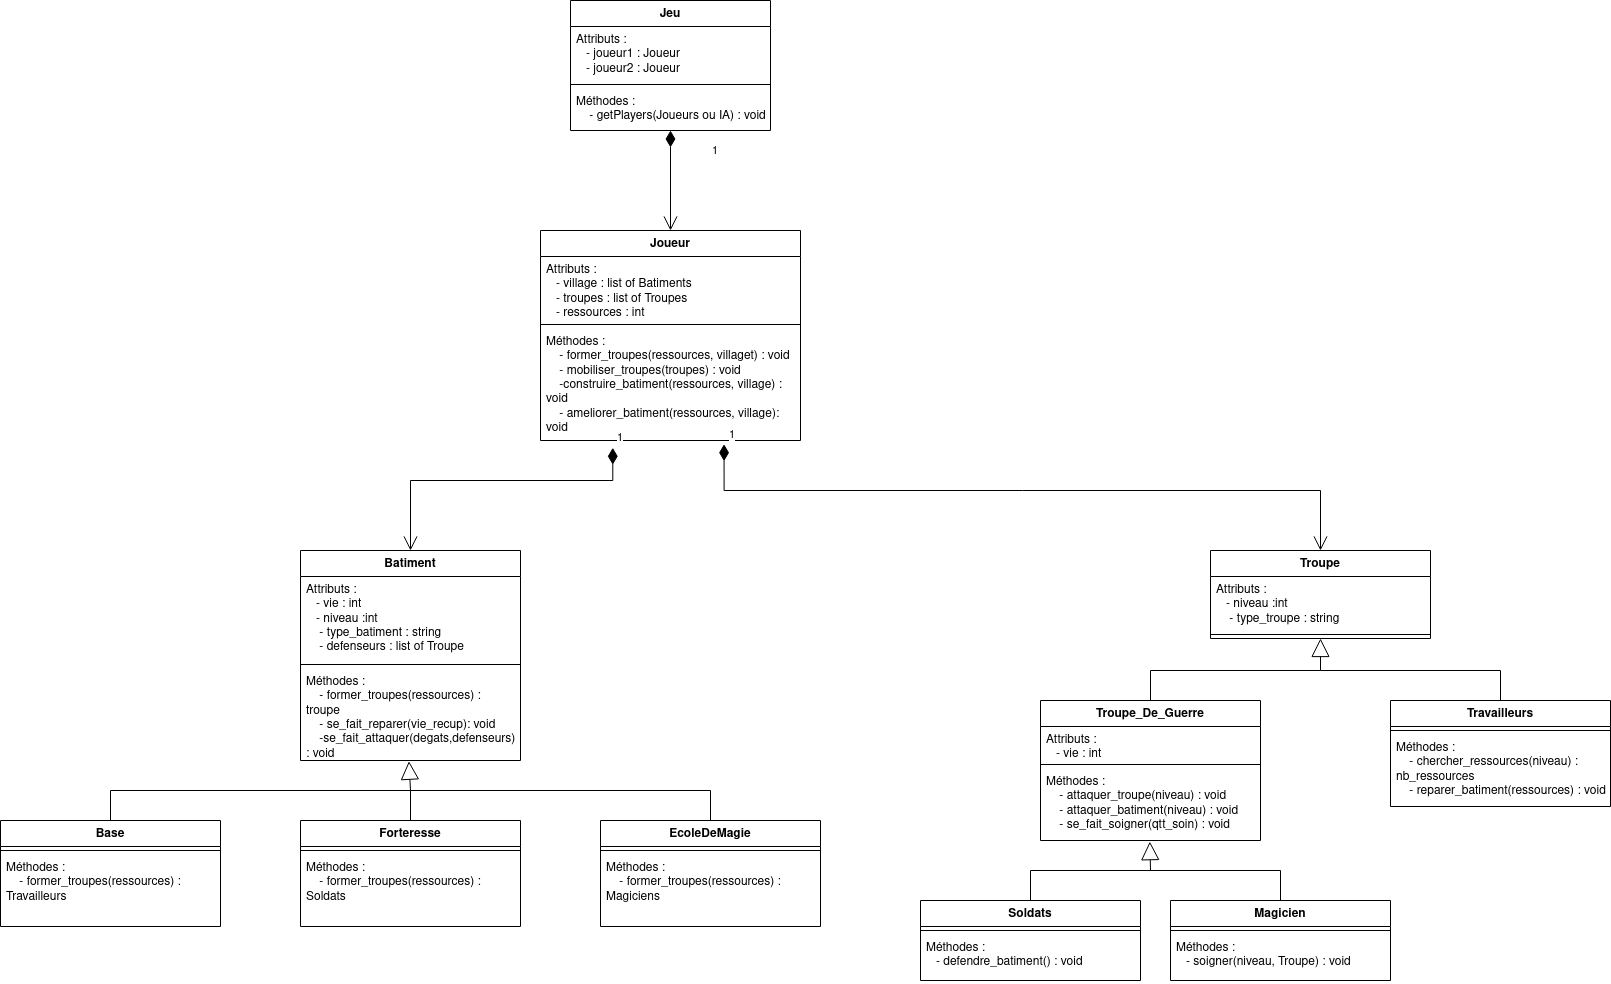 Jeu
Attributs :
- joueur1 : Joueur
- joueur2 : Joueur
Méthodes :
- getPlayers(Joueurs ou IA) : void
1
Joueur
Attributs :
- village : list of Batiments
- troupes : list of Troupes
- ressources : int
Méthodes :
- former_troupes(ressources, villaget) : void
- mobiliser_troupes(troupes) : void
-construire_batiment(ressources, village) :
void
- ameliorer_batiment(ressources, village):
void
1
1
Batiment
Attributs :
- vie : int
- niveau :int
- type_batiment : string
- defenseurs : list of Troupe
Méthodes :
- former_troupes(ressources) :
troupe
- se_fait_reparer(vie_recup): void
-se_fait_attaquer(degats,defenseurs)
: void
Troupe
Attributs :
- niveau :int
- type_troupe : string
Troupe_De_Guerre
Attributs :
- vie : int
Méthodes :
- attaquer_troupe(niveau) : void
- attaquer_batiment(niveau) : void
- se_fait_soigner(qtt_soin) : void
Travailleurs
Méthodes :
- chercher_ressources(niveau) :
nb_ressources
- reparer_batiment(ressources) : void
Base
Méthodes :
- former_troupes(ressources) :
Travailleurs
Forteresse
Méthodes :
- former_troupes(ressources) :
Soldats
EcoleDeMagie
Méthodes :
- former_troupes(ressources) :
Magiciens
Soldats
Méthodes :
- defendre_batiment() : void
Magicien
Méthodes :
- soigner(niveau, Troupe) : void